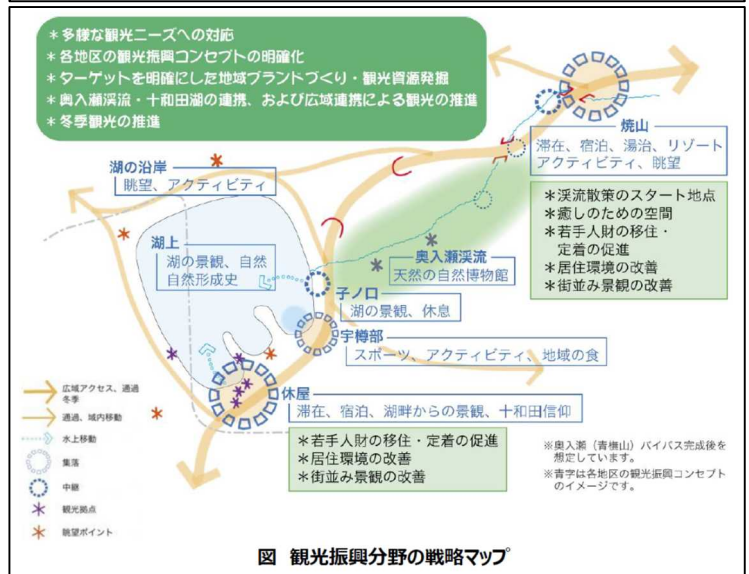 ＊多様な観光ニーズへの対応
＊各地区の観光振興コンセプトの明確化
＊ターゲットを明確にした地域ブランドづくり・観光資源発掘
＊奥入瀬渓流・十和田湖の連携、および広域連携による観光の推進
＊冬季観光の推進
焼山
滞在、宿泊、湯治、リゾート
アクティビティ、眺望
＊渓流散策のスタート地点
＊癒しのための空間
＊若手人財の移住・
定着の促進
＊居住環境の改善
＊街並み景観の改善
湖の沿岸
眺望、アクティビティ
湖上
湖の景観、自然
自然形成史
奥入瀬渓流
天然の自然博物館
子ノ口
湖の景観、休息
宇樽部
スポーツ、アクティビティ、地域の食
休屋
滞在、宿泊、湖畔からの景観、十和田信仰
＊若手人財の移住・定着の促進
＊居住環境の改善
＊街並み景観の改善
広域アクセス、通過
冬季
通過、域内移動
水上移動
集落
中継
観光拠点
眺望ポイント
※奥入瀬（青橅山）バイパス完成後を
想定しています。
※青字は各地区の観光振興コンセプト
のイメージです。
図 観光振興分野の戦略マップ